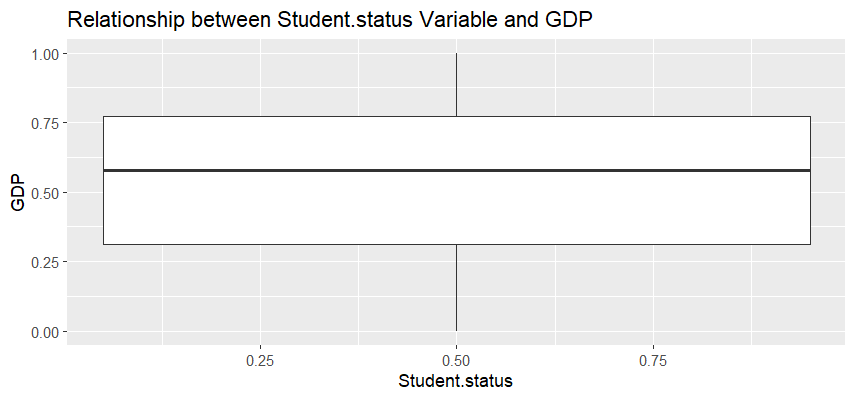 Relationship between Student.status Variable and GDP
1.00
0.75
0.50
0.25
0.00
GDP
0.25 0.50 0.75
Student.status